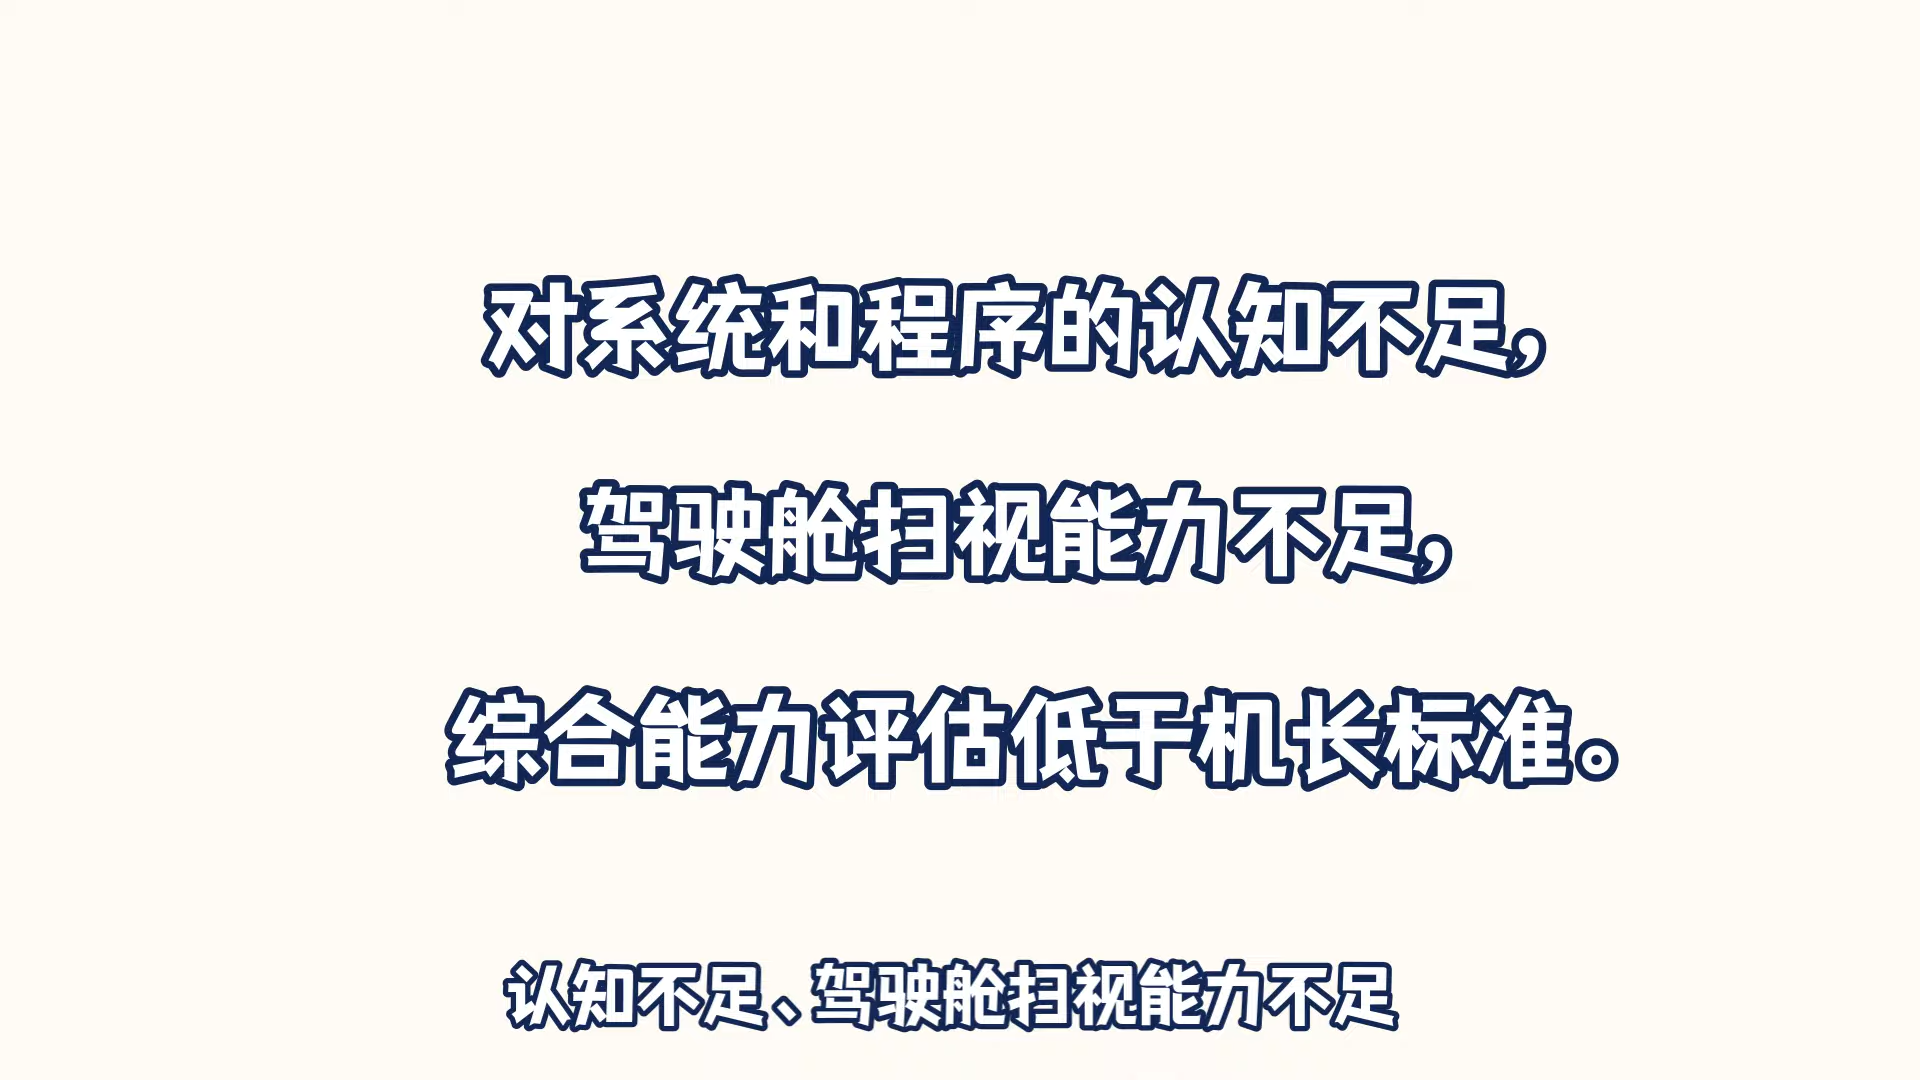 对系统和程序的认知不足,
驾驶舱扫视能力不足,
综合能力评估低于机长标准。
认知不足、驾驶舱扫视能力不足